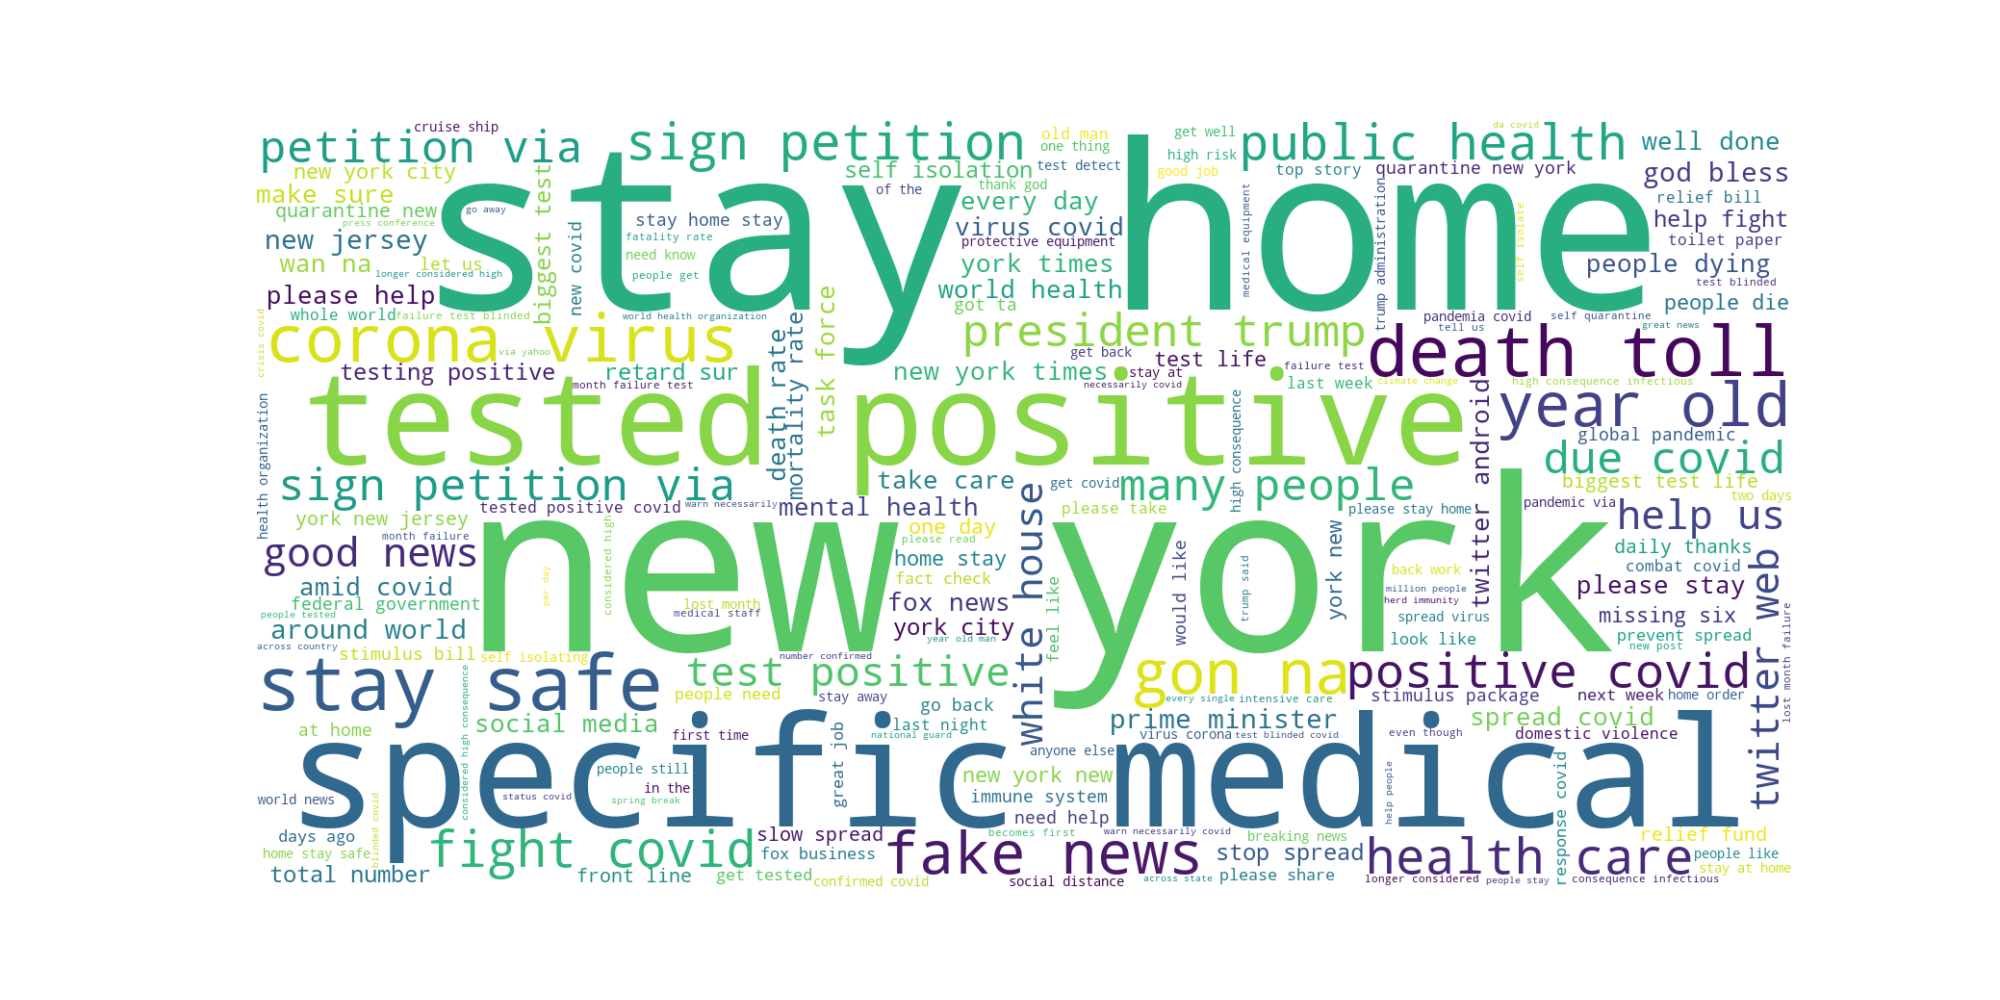 cruise ship
petition via
sign petition
old man
one thing
get well
high risk
public health
da covid
well done
new york city
make sure
quarantine new
press conference
go away
stay home
biggest test
self isolation
of the
thank god
test detect
every day
virus covid
good job
top story
quarantine new york
god bless
relief bill
help fight
toilet paper
new jersey
wan na
let us
longer considered high
please help
new covid
stay home stay
fatality rate
need know
people get
protective equipment
york times
world health
got ta
medical equipment
trump administration
self isolate
people dying
test blinded
people die
whole world
failure test blinded
world health organization
crisis covid
corona virus
via yahoo
testing positive
month failure test
retard sur
death rate
mortality rate
task force
president trump
get back
test life
new york times
stay at
necessarily covid
failure test
last week
pandemia covid
tell us
self quarantine
great news
death toll
climate change
high consequence infectious
tested positive
year old
global pandemic
due covid
biggest test life
two days
health organization
sign petition via
take care
get covid
many people
high consequence
twitter android
pandemic via
help us
york new jersey
tested positive covid
warn necessarily
mental health
please take
please stay home
month failure
good news
new york
considered high
per day
one day
please read
home stay
fact check
white house
daily thanks
combat covid
amid covid
federal government
people tested
lost month
medical staff
fox news
york city
year old man
feel like
would like
trump said
york new
back work
million people
herd immunity
spread virus
look like
please stay
missing six
prevent spread
new post
twitter web
lost month failure
around world
across country
stimulus bill
self isolating
number confirmed
stay safe
test positive
people need
stay away
gon na
every single
intensive care
positive covid
stimulus package
next week
home order
considered high consequence
at home
social media
first time
go back
last night
national guard
great job
prime minister
virus corona
test blinded covid
even though
spread covid
domestic violence
specific medical
anyone else
people still
in the
status covid
spring break
new york new
immune system
need help
help people
response covid
world news
blinded covid
days ago
home stay safe
total number
fight covid
front line
slow spread
fox business
get tested
confirmed covid
fake news
becomes first
warn necessarily covid
social distance
across state
breaking news
stop spread
please share
health care
longer considered
people stay
consequence infectious
relief fund
people like
stay at home